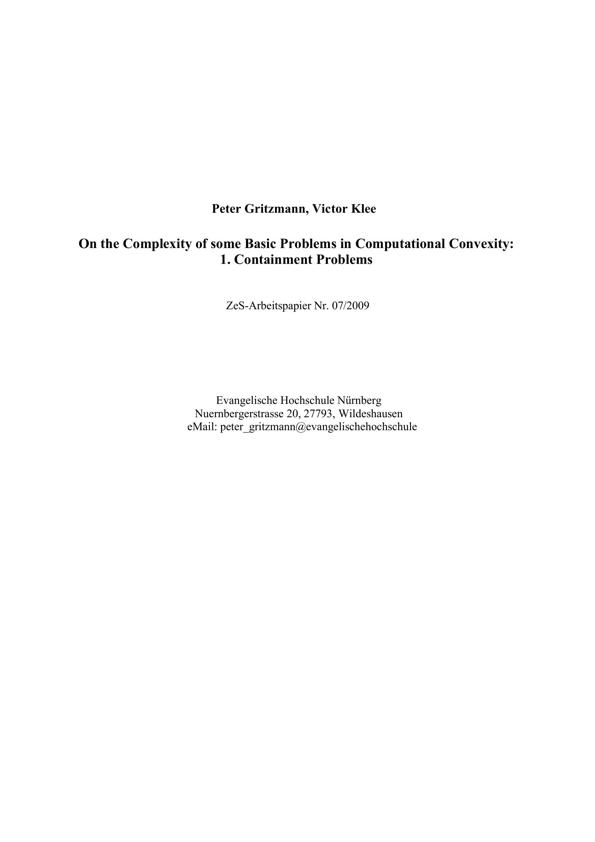 Peter Gritzmann, Victor Klee
On the Complexity of some Basic Problems in Computational Convexity:
1. Containment Problems
ZeS-Arbeitspapier Nr. 07/2009
Evangelische Hochschule Nürnberg
Nuernbergerstrasse 20, 27793, Wildeshausen
eMail: peter_gritzmann@evangelischehochschule